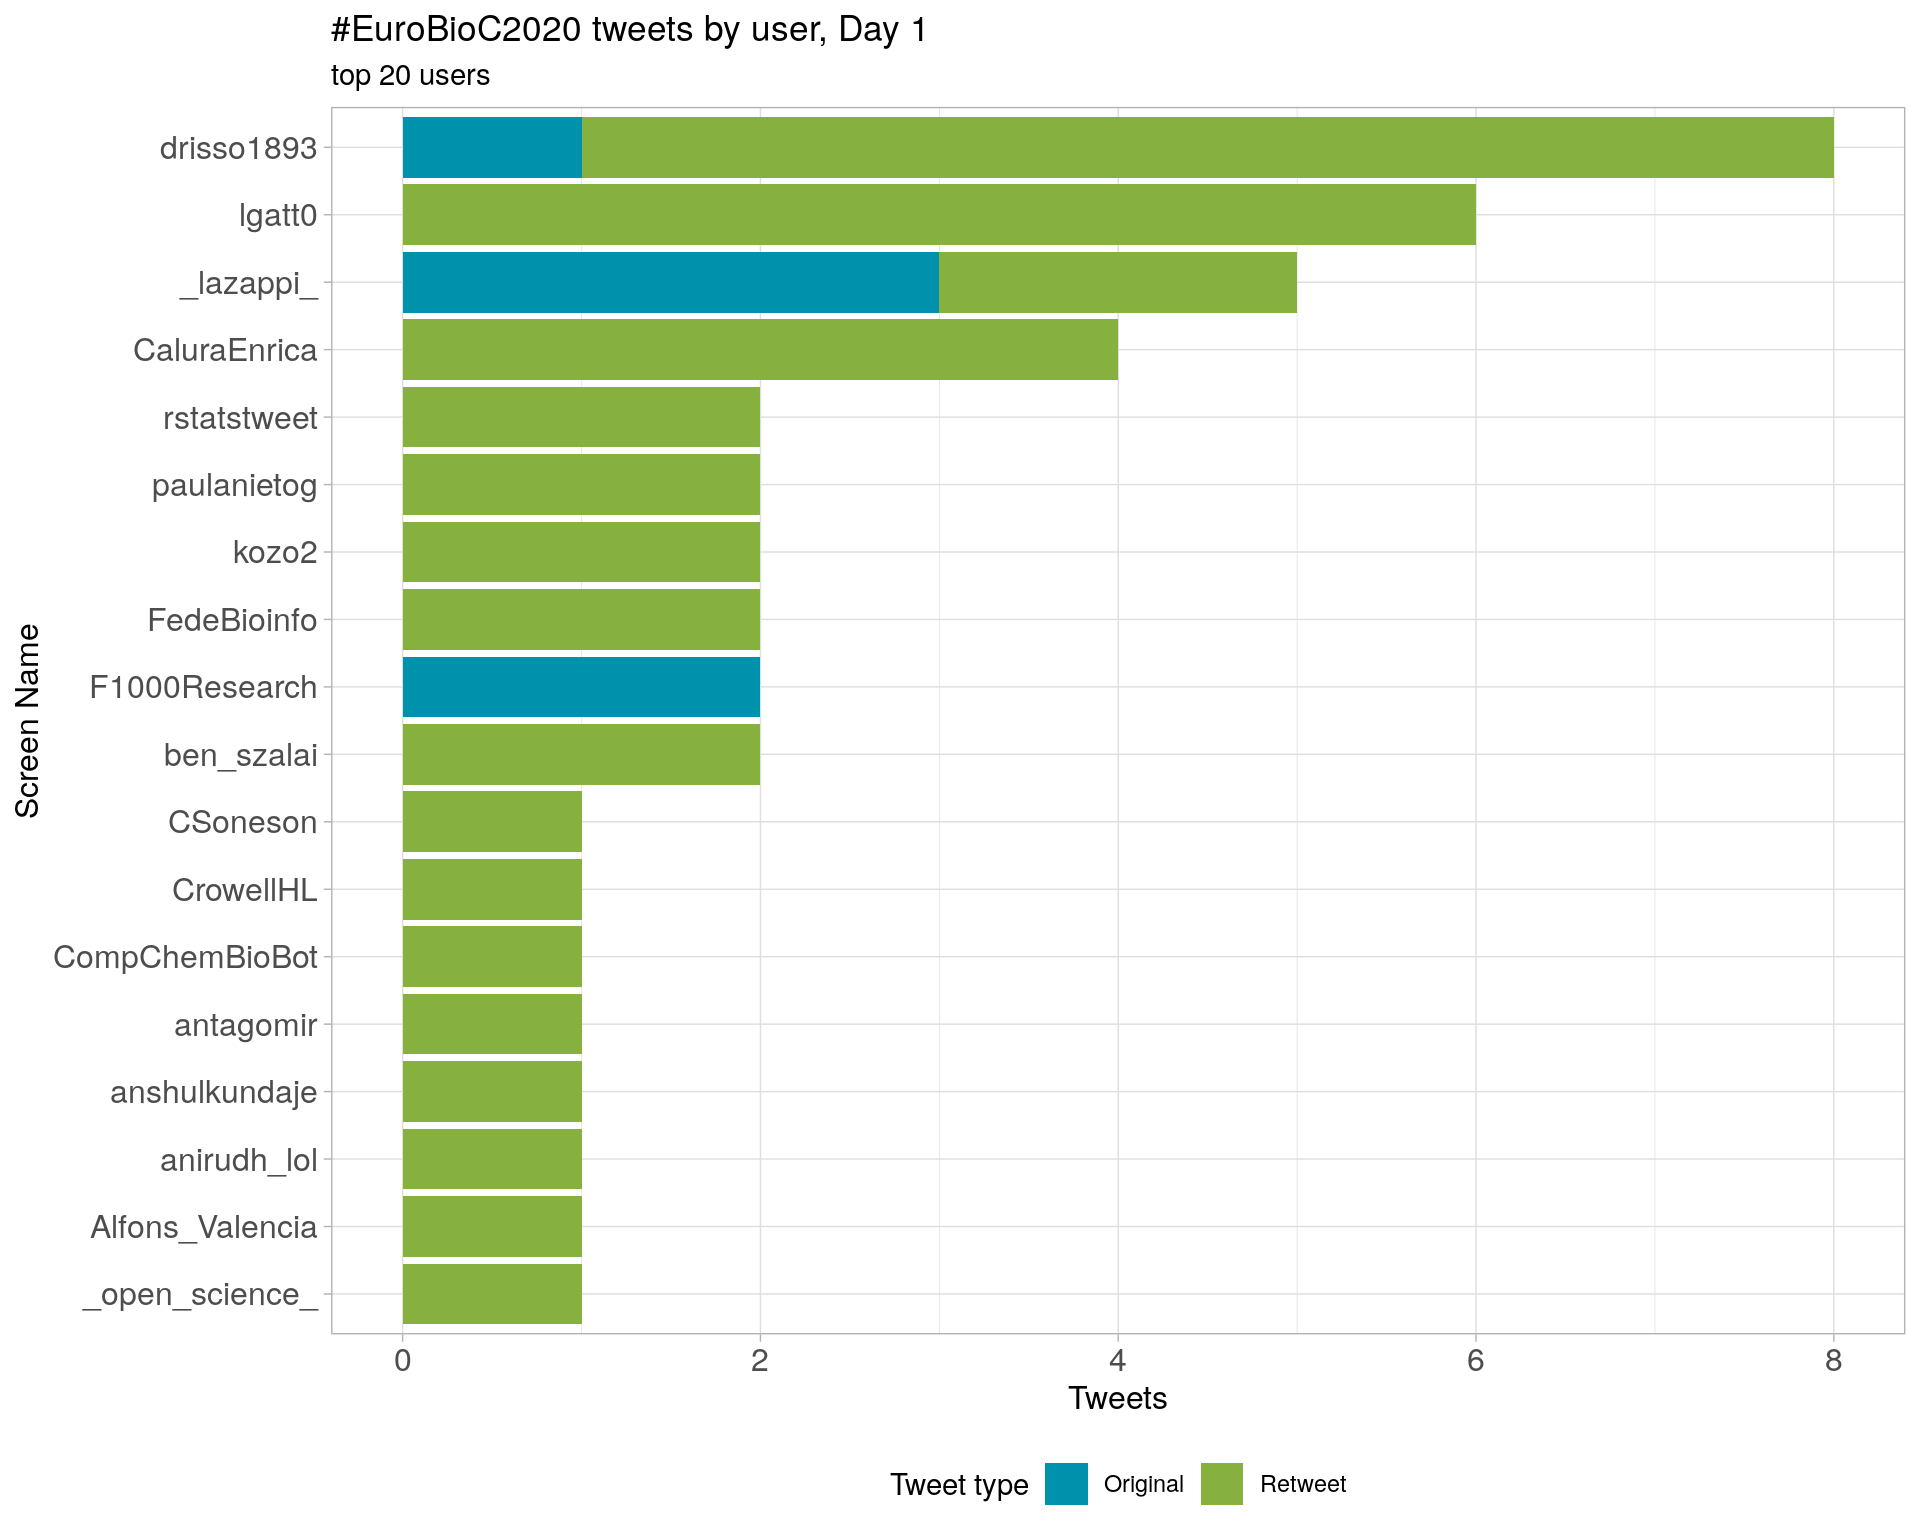 #EuroBioC2020 tweets by user, Day 1
top 20 users
Screen Name
drisso1893
lgatt0
_lazappi_
CaluraEnrica
rstatstweet
paulanietog
kozo2
FedeBioinfo
F1000Research
ben_szalai
CSoneson
CrowellHL
CompChemBioBot
antagomir
anshulkundaje
anirudh_lol
Alfons_Valencia
_open_science_
0 2 4 6 8
Tweets
Tweet type Original Retweet